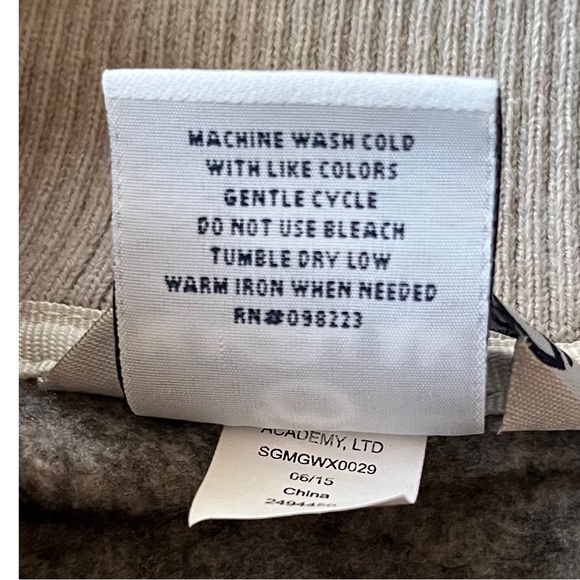 MACHINE WASH COLD
WITH LIKE COLORS
GENTLE CYCLE
DO NOT USE BLEACH
TUMBLE DRY LOW
WARM IRON WHEN NEEDED
RN#098223
ACADEMY, LTD
SGMGWX0029
06/15
China